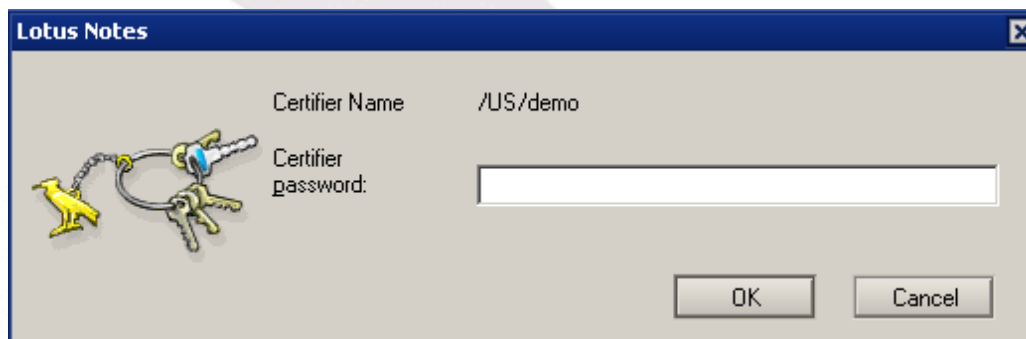 Lotus Notes
Certifier Name /US/demo
Certifier
password:
OK Cancel